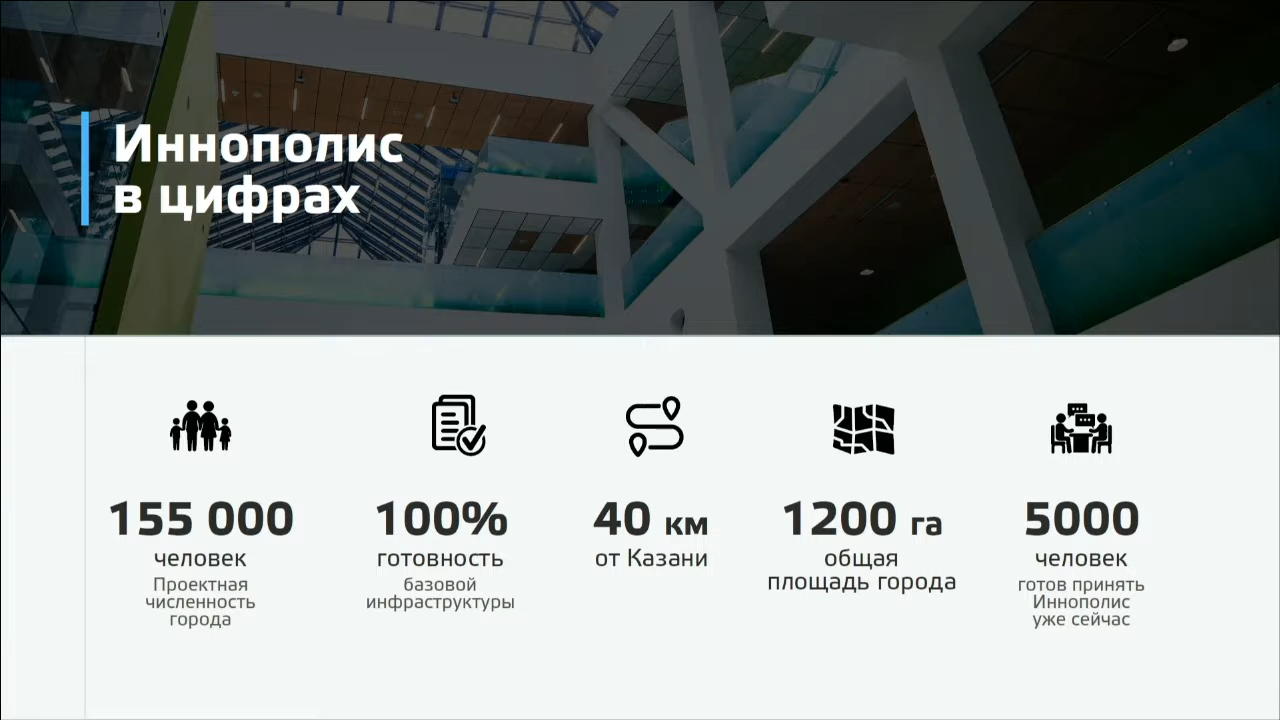 Иннополис
в цифрах
155 000
человек
Проектная
численность
города
100%
готовность
базовой
инфраструктуры
40 км
от Казани
1200 га
общая
площадь города
5000
человек
готов принять
Иннополис
уже сейчас